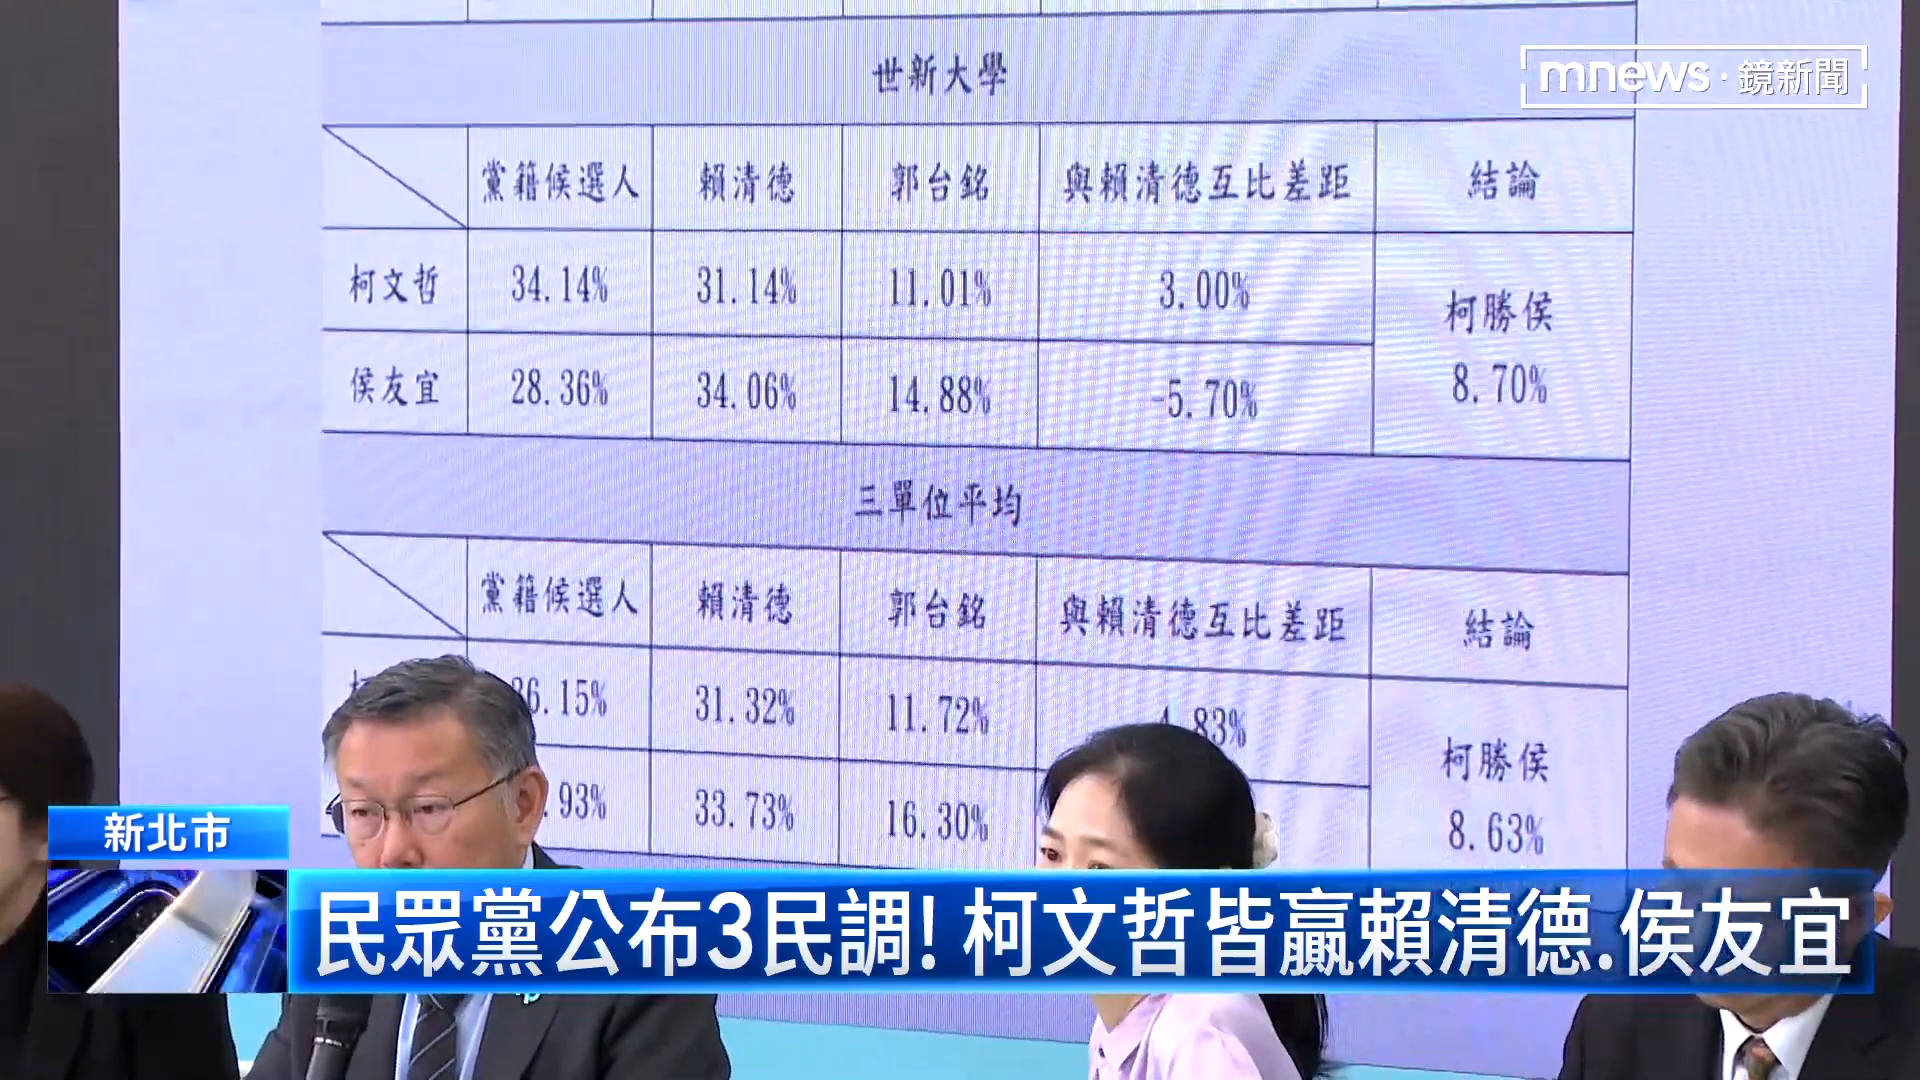 世新大學
mnews·鏡新聞
黨籍候選人 賴清德 郭台銘 與賴清德互比差距 結論
柯文哲 34.14% 31.14% 11.01% 3.00%
柯勝侯
8.70%
侯友宜 28.36% 34.06% 14.88% -5.70%
三單位平均
黨籍候選人 賴清德 郭台銘 與賴清德互比差距 結論
6.15% 31.32% 11.72% .83%
柯勝侯
8.63%
.93% 33.73% 16.30%
新北市
民眾黨公布3民調! 柯文哲皆贏賴清德.侯友宜